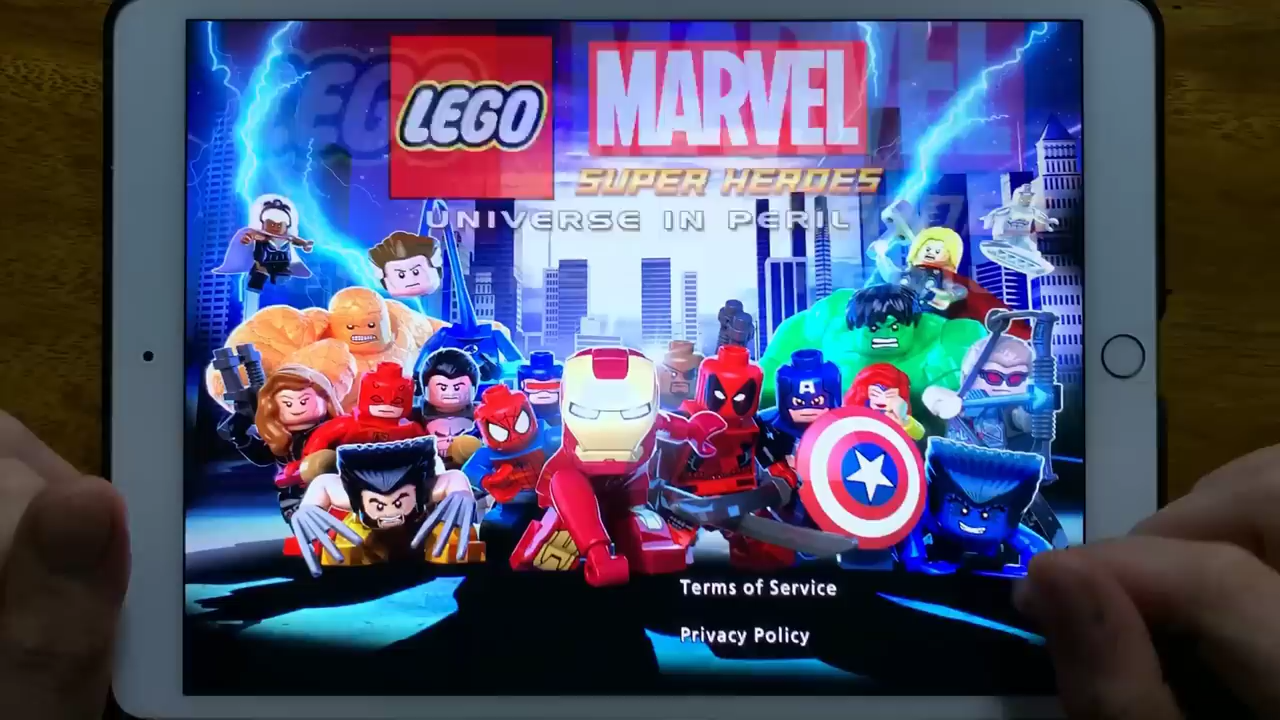 LEGO
MARVEL
SUPER HEROES
UNIVERSE IN PERIL
A
Terms of Service
Privacy Policy